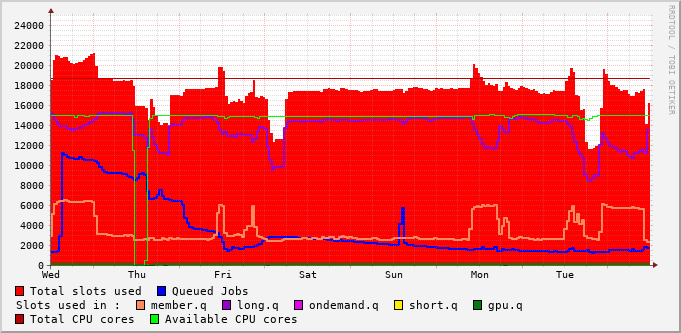 RRDTOOL / TOBI OETIKER
24000
22000
20000
18000
16000
14000
12000
10000
8000
6000
4000
2000
0
Wed Thu Fri Sat Sun Mon Tue
Total slots used Queued Jobs
Slots used in : member.q long.q ondemand.q short.q gpu.q
Total CPU cores Available CPU cores